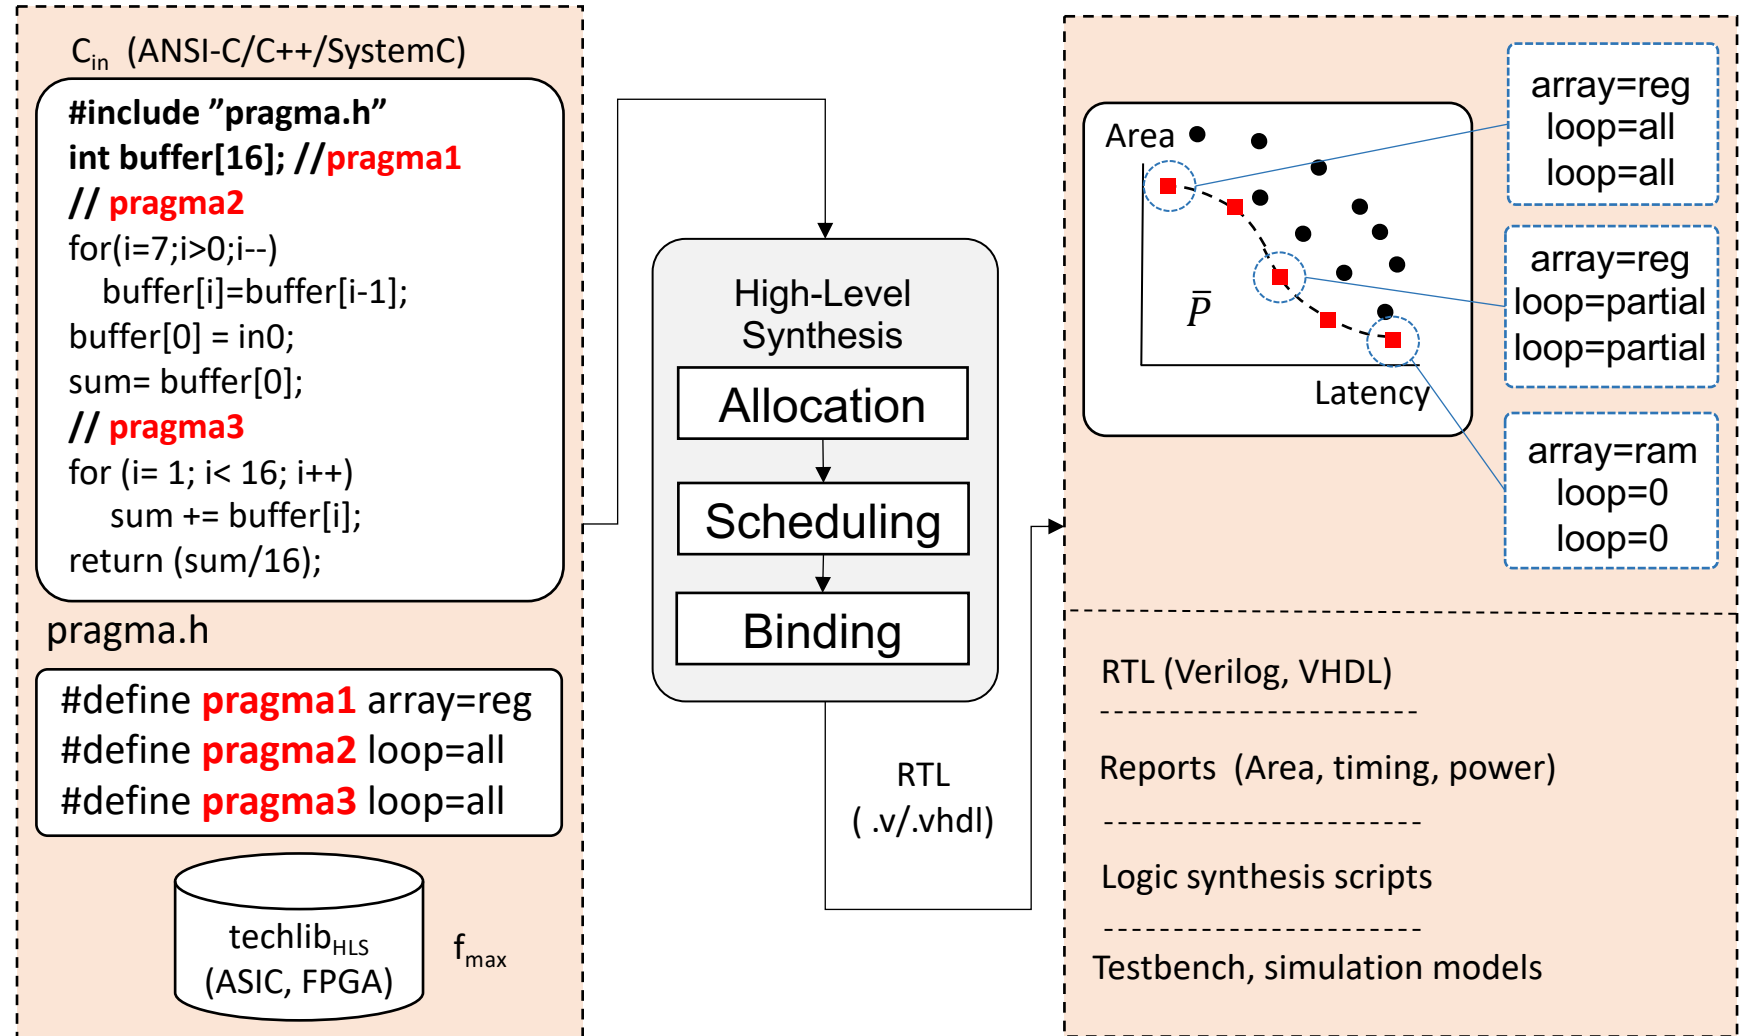 C_in (ANSI-C/C++/SystemC)
#include ”pragma.h”
int buffer[16]; //pragma1
// pragma2
for(i=7;i>0;i--)
buffer[i]=buffer[i-1];
buffer[0] = in0;
sum= buffer[0];
// pragma3
for (i= 1; i< 16; i++)
sum += buffer[i];
return (sum/16);
pragma.h
#define pragma1 array=reg
#define pragma2 loop=all
#define pragma3 loop=all
techlib_HLS
(ASIC, FPGA)
f_max
High-Level
Synthesis
Allocation
Scheduling
Binding
RTL
( .v/.vhdl)
Area
P̅
Latency
array=reg
loop=all
loop=all
array=reg
loop=partial
loop=partial
array=ram
loop=0
loop=0
RTL (Verilog, VHDL)
Reports (Area, timing, power)
Logic synthesis scripts
Testbench, simulation models